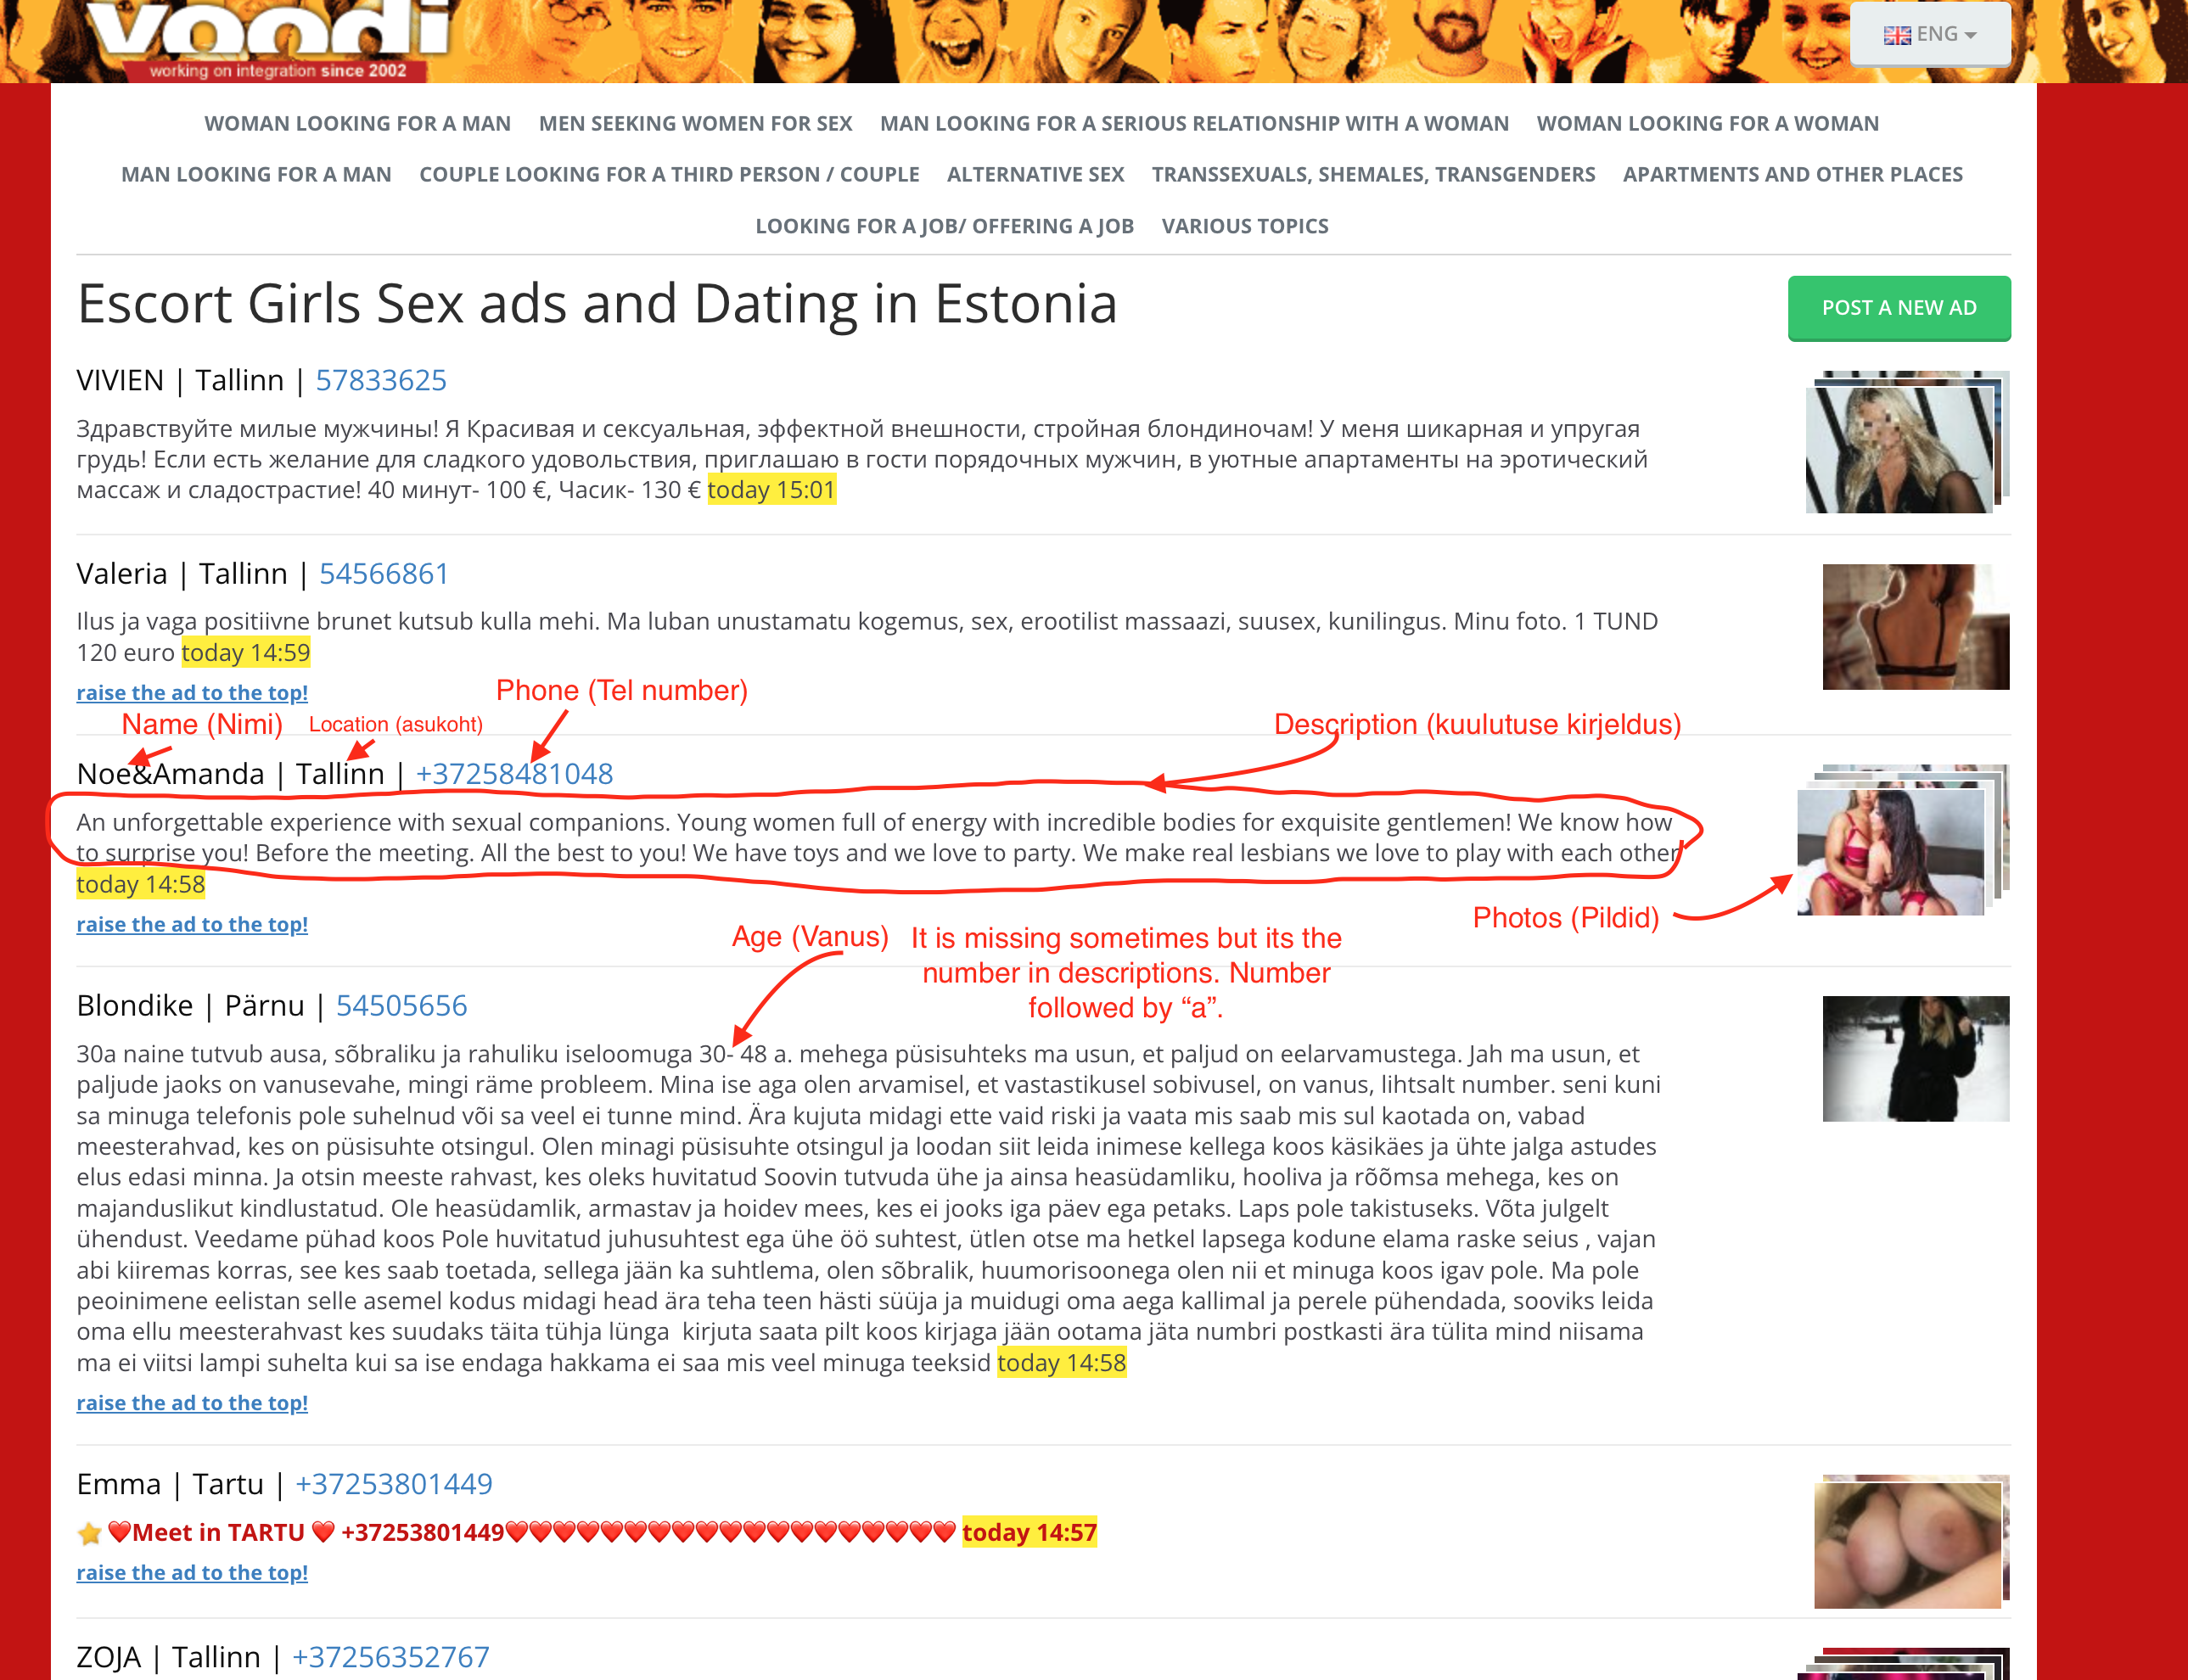 voodi
working on integration since 2002
ENG
WOMAN LOOKING FOR A MAN MEN SEEKING WOMEN FOR SEX MAN LOOKING FOR A SERIOUS RELATIONSHIP WITH A WOMAN WOMAN LOOKING FOR A WOMAN
MAN LOOKING FOR A MAN COUPLE LOOKING FOR A THIRD PERSON / COUPLE ALTERNATIVE SEX TRANSSEXUALS, SHEMALES, TRANSGENDERS APARTMENTS AND OTHER PLACES
LOOKING FOR A JOB/ OFFERING A JOB VARIOUS TOPICS
Escort Girls Sex ads and Dating in Estonia
POST A NEW AD
VIVIEN | Tallinn | 57833625
Здравствуйте милые мужчины! Я Красивая и сексуальная, эффектной внешности, стройная блондиночам! У меня шикарная и упругая
грудь! Если есть желание для сладкого удовольствия, приглашаю в гости порядочных мужчин, в уютные апартаменты на эротический
массаж и сладострастие! 40 минут- 100 €, Часик- 130 € today 15:01
Valeria | Tallinn | 54566861
Ilus ja vaga positiivne brunet kutsub kulla mehi. Ma luban unustamatu kogemus, sex, erootilist massaazi, suusex, kunilingus. Minu foto. 1 TUND
120 euro today 14:59
raise the ad to the top!
Phone (Tel number)
Name (Nimi) Location (asukoht)
Description (kuulutuse kirjeldus)
Noe&Amanda | Tallinn | +37258481048
An unforgettable experience with sexual companions. Young women full of energy with incredible bodies for exquisite gentlemen! We know how
to surprise you! Before the meeting. All the best to you! We have toys and we love to party. We make real lesbians we love to play with each other
today 14:58
raise the ad to the top!
Photos (Pildid)
Age (Vanus)
It is missing sometimes but its the
number in descriptions. Number
followed by “a”.
Blondike | Pärnu | 54505656
30a naine tutvub ausa, sõbraliku ja rahuliku iseloomuga 30- 48 a. mehega püsisuhteks ma usun, et paljud on eelarvamustega. Jah ma usun, et
paljude jaoks on vanusevahe, mingi räme probleem. Mina ise aga olen arvamisel, et vastastikusel sobivusel, on vanus, lihtsalt number. seni kuni
sa minuga telefonis pole suhelnud või sa veel ei tunne mind. Ära kujuta midagi ette vaid riski ja vaata mis saab mis sul kaotada on, vabad
meesterahvad, kes on püsisuhte otsingul. Olen minagi püsisuhte otsingul ja loodan siit leida inimese kellega koos käsikäes ja ühte jalga astudes
elus edasi minna. Ja otsin meeste rahvast, kes oleks huvitatud Soovin tutvuda ühe ja ainsa heasüdamliku, hooliva ja rõõmsa mehega, kes on
majanduslikut kindlustatud. Ole heasüdamlik, armastav ja hoidev mees, kes ei jooks iga päev ega petaks. Laps pole takistuseks. Võta julgelt
ühendust. Veedame pühad koos Pole huvitatud juhusuhtest ega ühe öö suhtest, ütlen otse ma hetkel lapsega kodune elama raske seius , vajan
abi kiiremas korras, see kes saab toetada, sellega jään ka suhtlema, olen sõbralik, huumorisoonega olen nii et minuga koos igav pole. Ma pole
peoinimene eelistan selle asemel kodus midagi head ära teha teen hästi süüja ja muidugi oma aega kallimal ja perele pühendada, sooviks leida
oma ellu meesterahvast kes suudaks täita tühja lünga kirjuta saata pilt koos kirjaga jään ootama jäta numbri postkasti ära tülita mind niisama
ma ei viitsi lampi suhelta kui sa ise endaga hakkama ei saa mis veel minuga teeksid today 14:58
raise the ad to the top!
Emma | Tartu | +37253801449
⭐ ❤️Meet in TARTU ❤️ +37253801449❤️❤️❤️❤️❤️❤️❤️❤️❤️❤️❤️❤️❤️❤️❤️❤️❤️❤️❤️ today 14:57
raise the ad to the top!
ZOJA | Tallinn | +37256352767